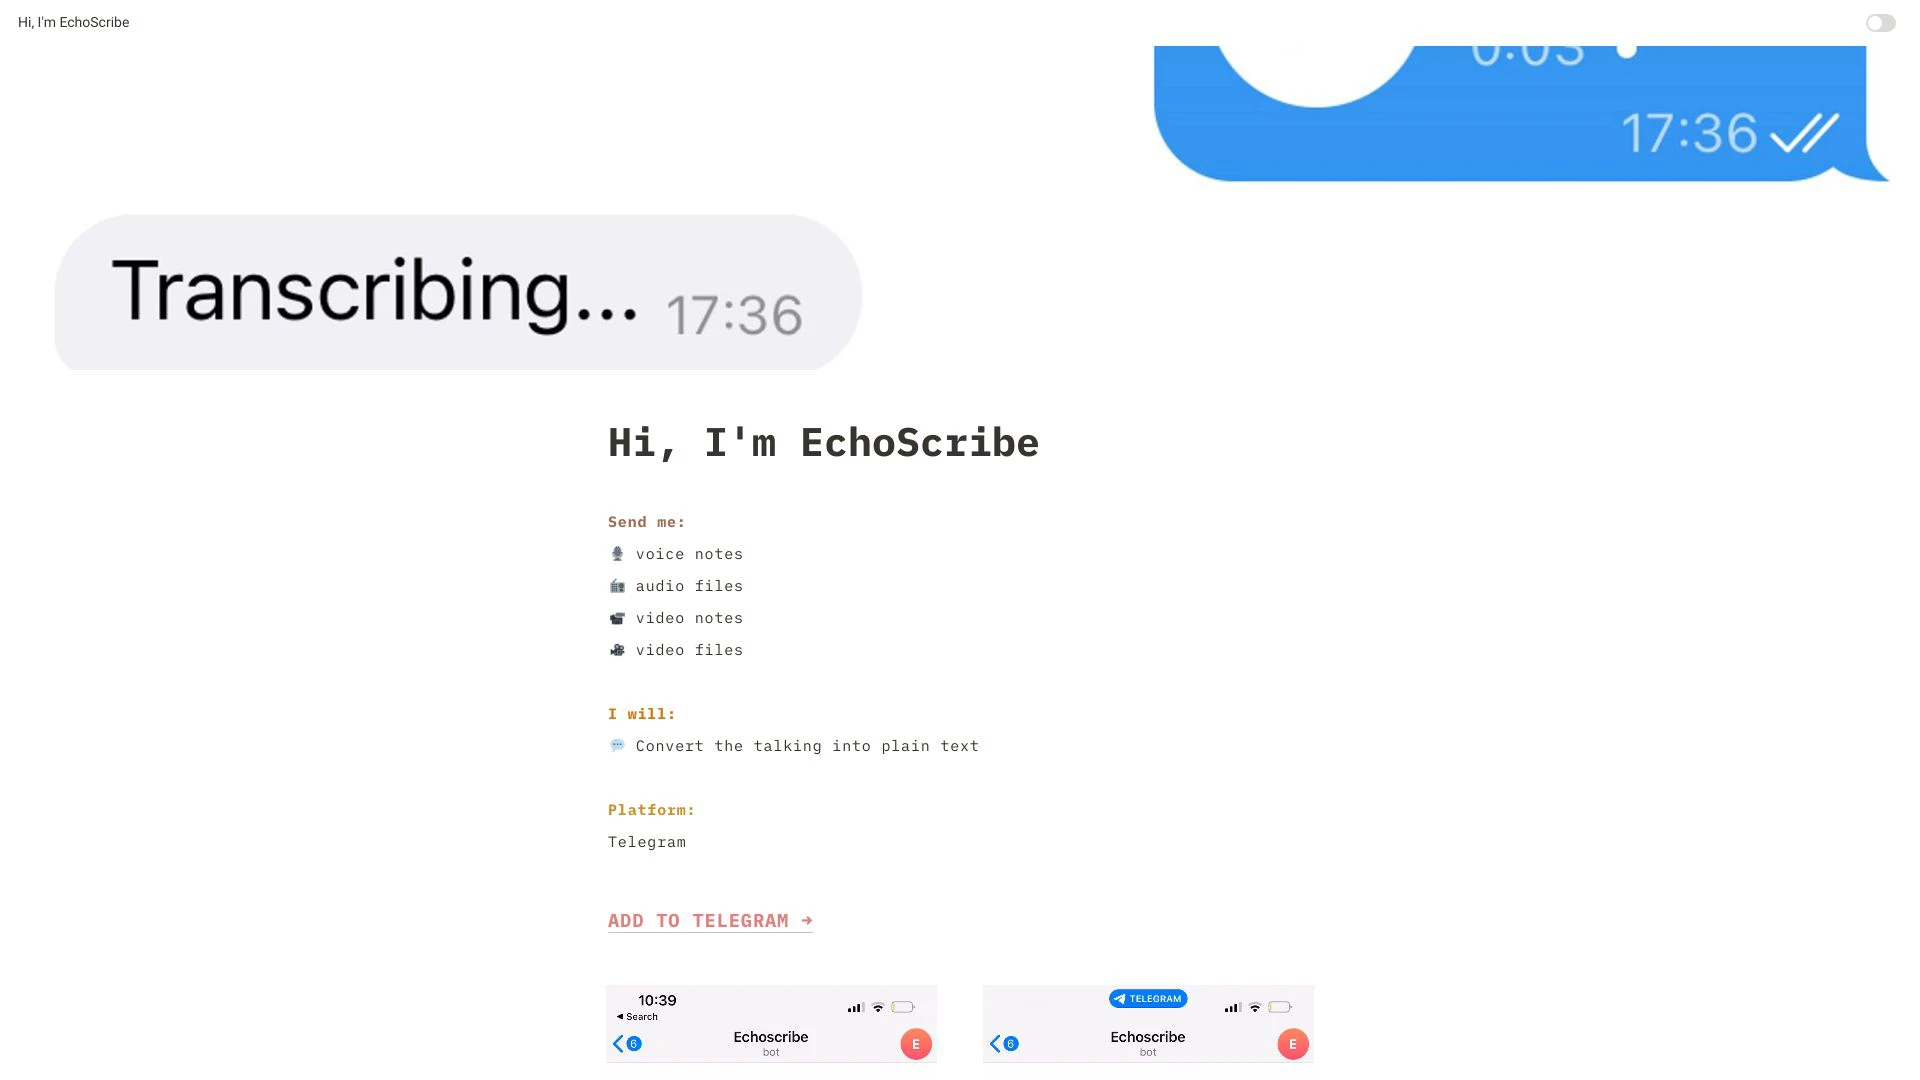 Hi, I'm EchoScribe
0:03
17:36
Transcribing... 17:36
Hi, I'm EchoScribe
Send me:
🎙 voice notes
📻 audio files
📹 video notes
🎥 video files
I will:
💬 Convert the talking into plain text
Platform:
Telegram
ADD TO TELEGRAM →
10:39
◀ Search
6
Echoscribe
bot
E
TELEGRAM
6
Echoscribe
bot
E